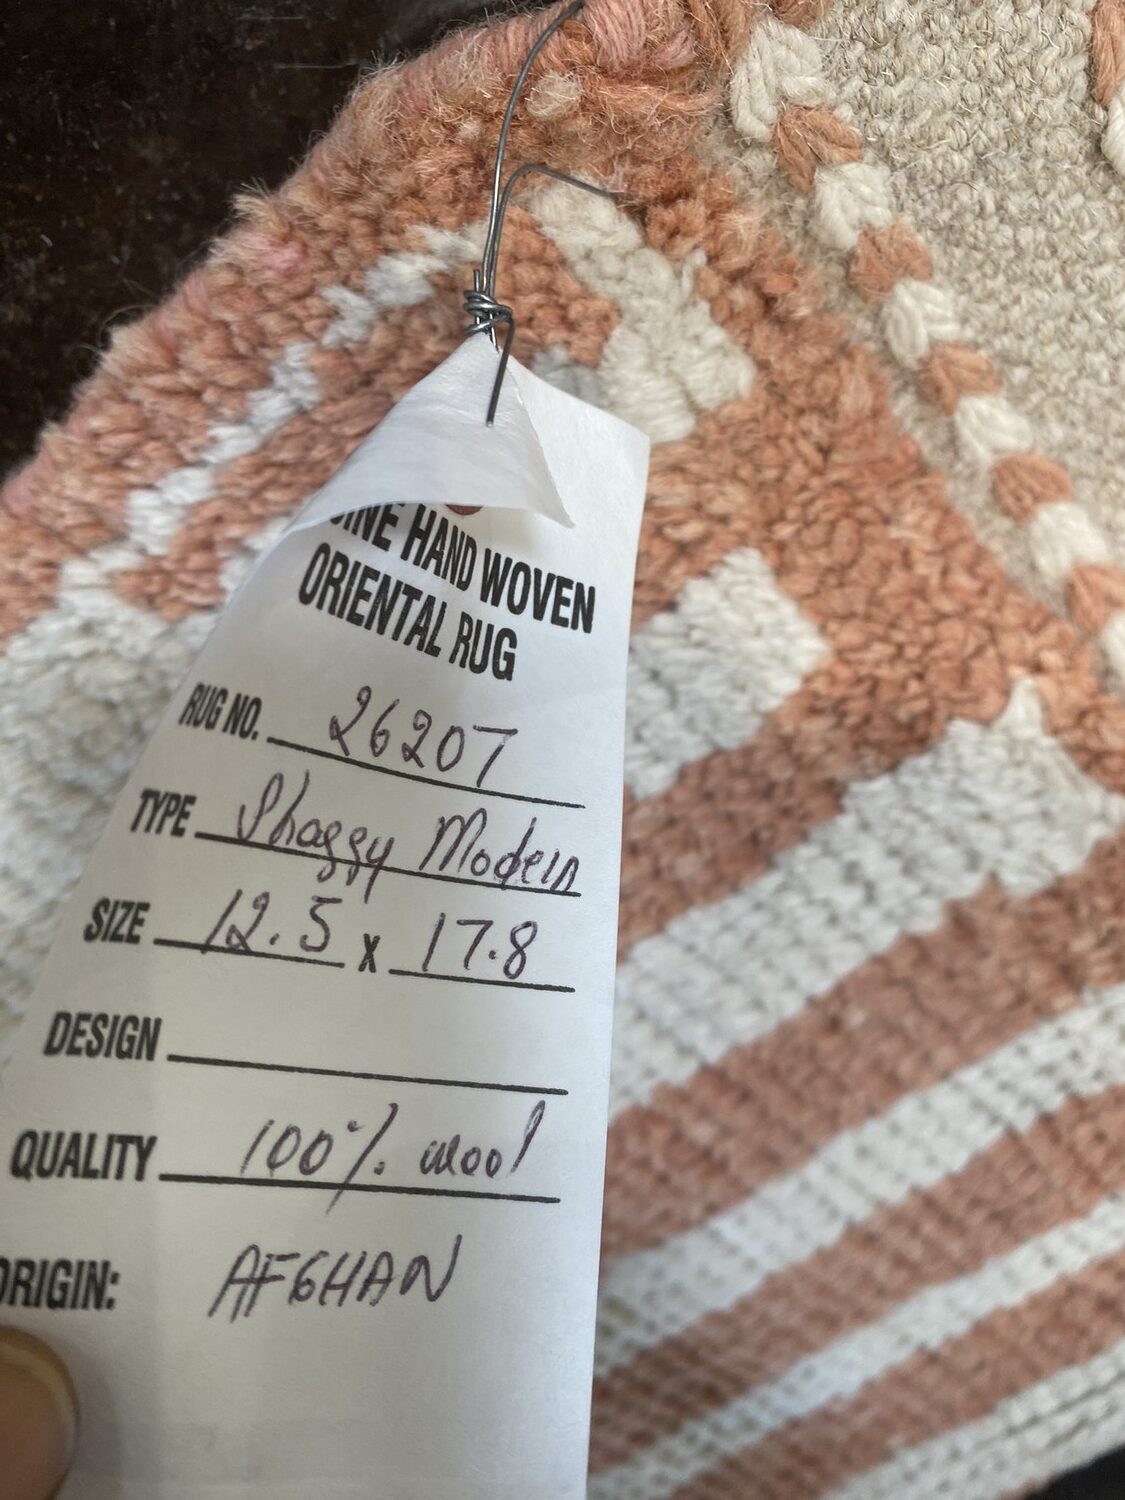 HAND WOVEN
ORIENTAL RUG
RUG NO. 26207
TYPE Shaggy Modern
SIZE 12.5 x 17.8
DESIGN
QUALITY 100% wool
ORIGIN: AFGHAN